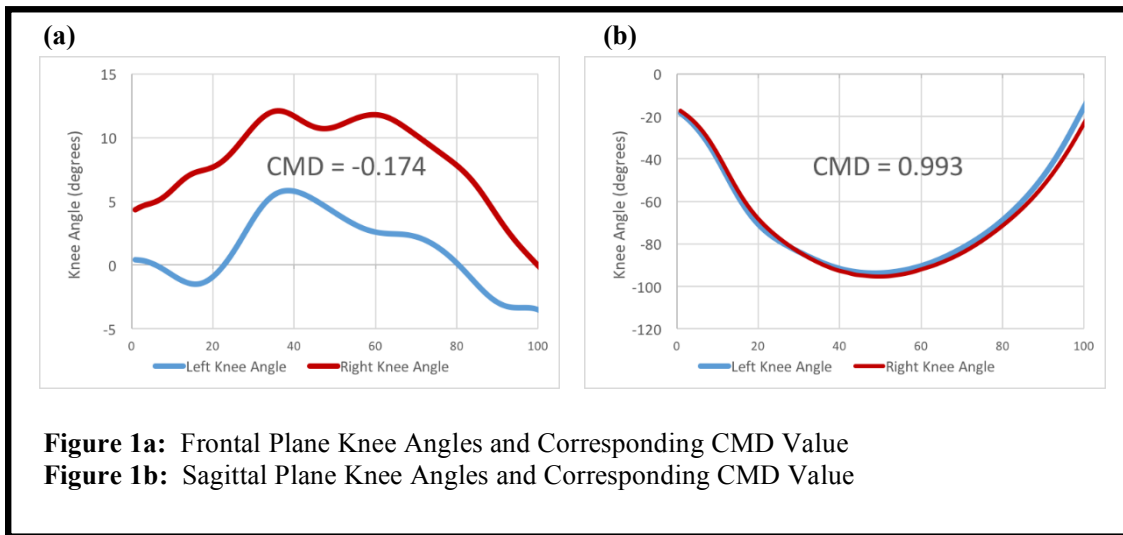 (a)
15
10
5
0
-5
Knee Angle (degrees)
CMD = -0.174
0 20 40 60 80 100
Left Knee Angle Right Knee Angle
(b)
0
-20
-40
-60
-80
-100
-120
Knee Angle (degrees)
CMD = 0.993
0 20 40 60 80 100
Left Knee Angle Right Knee Angle
Figure 1a: Frontal Plane Knee Angles and Corresponding CMD Value
Figure 1b: Sagittal Plane Knee Angles and Corresponding CMD Value